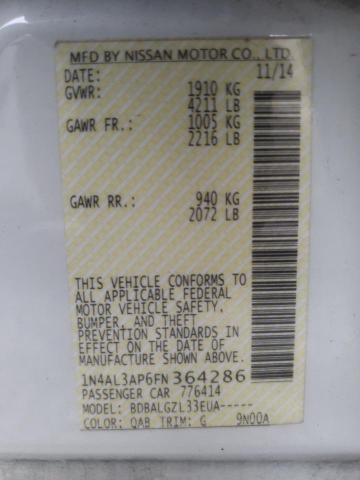 MFD BY NISSAN MOTOR CO., LTD.
DATE: 11/14
GVWR: 1910 KG
4211 LB
GAWR FR.: 1005 KG
2216 LB
GAWR RR.: 940 KG
2072 LB
THIS VEHICLE CONFORMS TO
ALL APPLICABLE FEDERAL
MOTOR VEHICLE SAFETY,
BUMPER, AND THEFT
PREVENTION STANDARDS IN
EFFECT ON THE DATE OF
MANUFACTURE SHOWN ABOVE.
1N4AL3AP6FN 364286
PASSENGER CAR 776414
MODEL: BDBALGZL33EUA-----
COLOR: QAB TRIM: G 9N00A